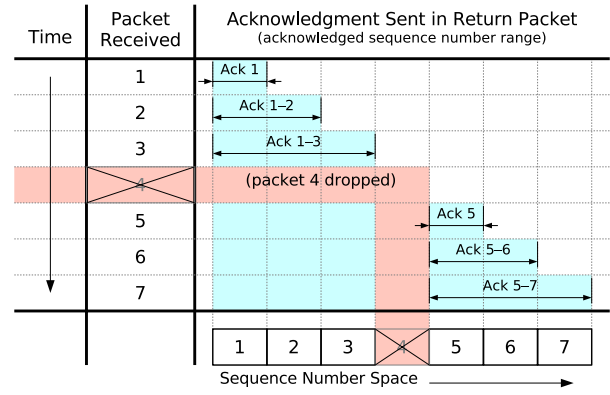 Time
Packet
Received
Acknowledgment Sent in Return Packet
(acknowledged sequence number range)
1
Ack 1
2
Ack 1–2
3
Ack 1–3
4
(packet 4 dropped)
5
Ack 5
6
Ack 5–6
7
Ack 5–7
1 2 3 4 5 6 7
Sequence Number Space